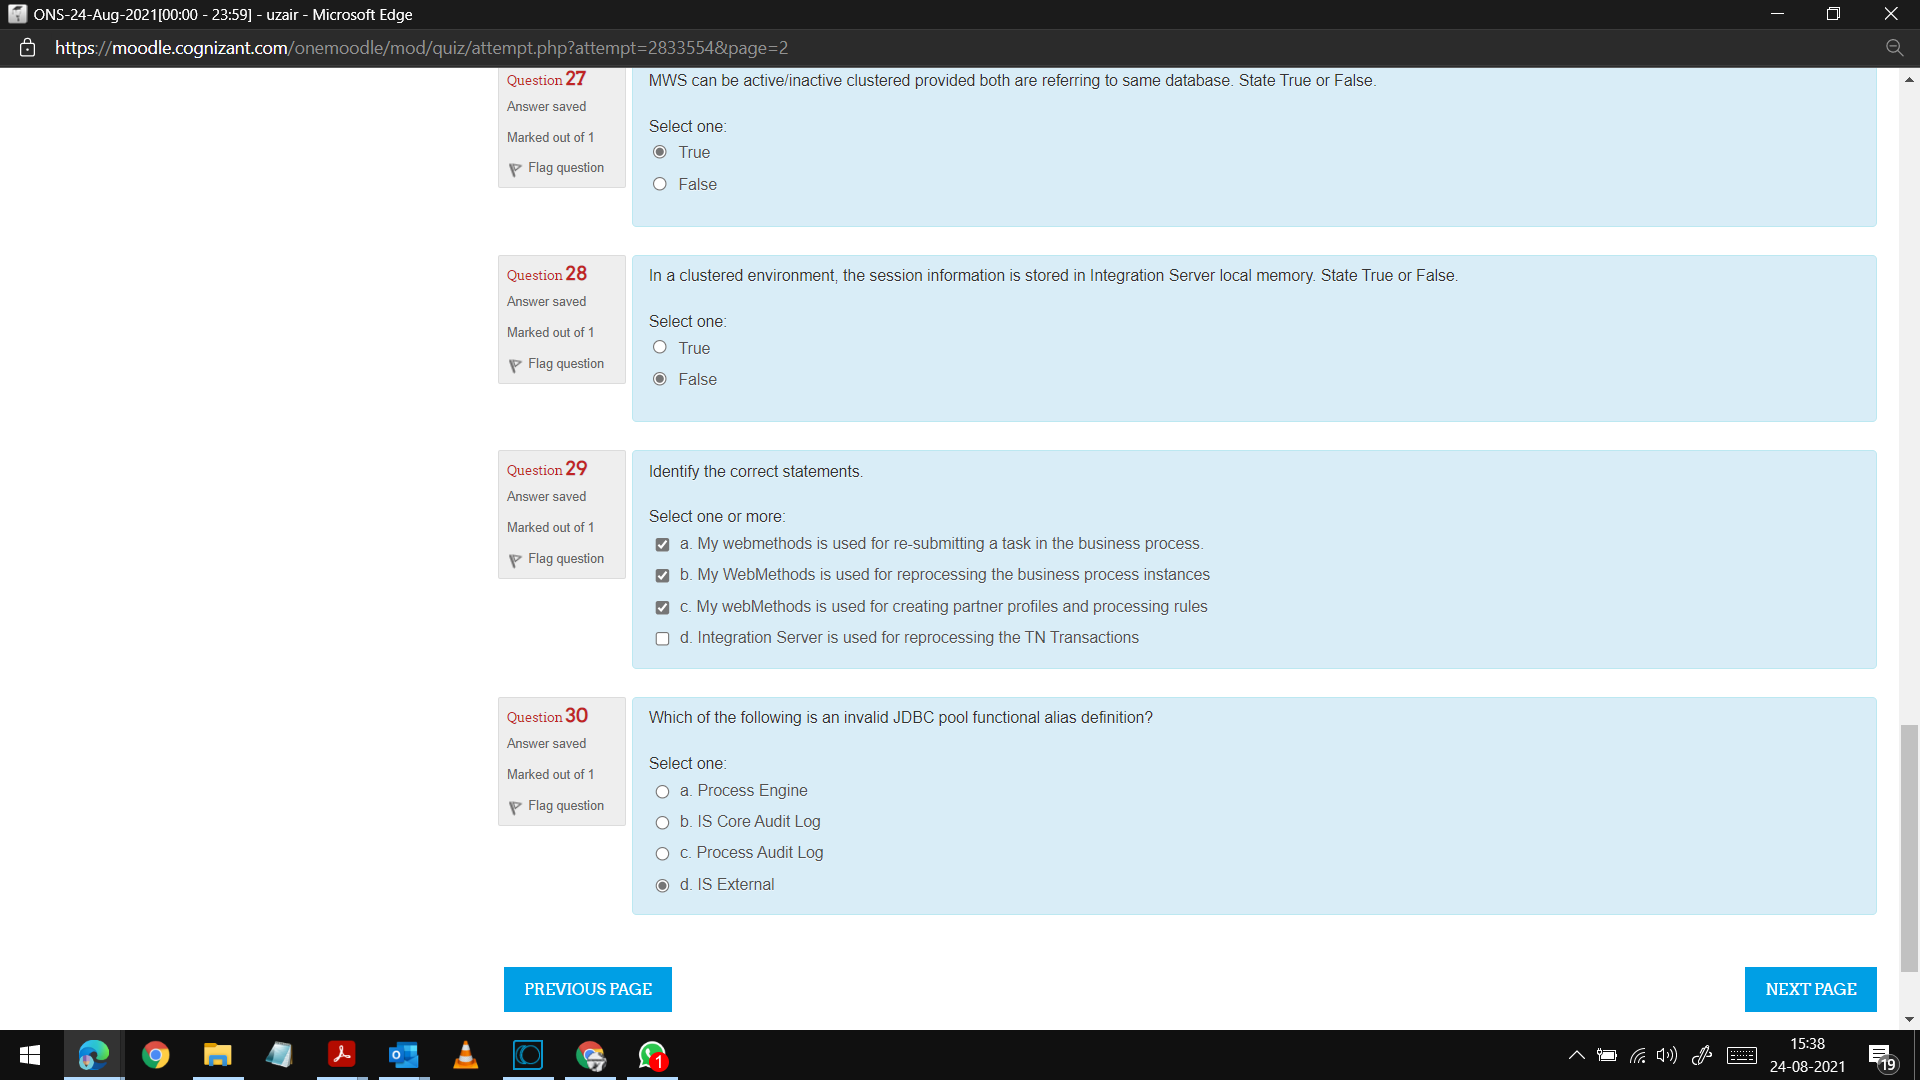 ONS-24-Aug-2021[00:00 - 23:59] - uzair - Microsoft Edge
https://moodle.cognizant.com/onemoodle/mod/quiz/attempt.php?attempt=2833554&page=2
Question 27
Answer saved
Marked out of 1
Flag question
MWS can be active/inactive clustered provided both are referring to same database. State True or False.
Select one:
True
False
Question 28
Answer saved
Marked out of 1
Flag question
In a clustered environment, the session information is stored in Integration Server local memory. State True or False.
Select one:
True
False
Question 29
Answer saved
Marked out of 1
Flag question
Identify the correct statements.
Select one or more:
a. My webmethods is used for re-submitting a task in the business process.
b. My WebMethods is used for reprocessing the business process instances
c. My webMethods is used for creating partner profiles and processing rules
d. Integration Server is used for reprocessing the TN Transactions
Question 30
Answer saved
Marked out of 1
Flag question
Which of the following is an invalid JDBC pool functional alias definition?
Select one:
a. Process Engine
b. IS Core Audit Log
c. Process Audit Log
d. IS External
PREVIOUS PAGE
NEXT PAGE
1
15:38
24-08-2021
19